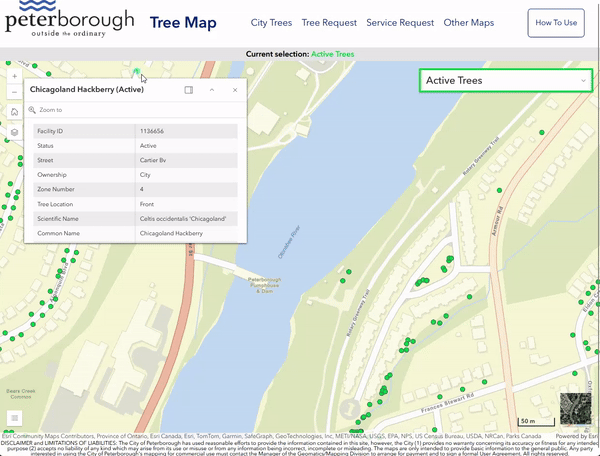 peterborough
outside the ordinary
Tree Map
City Trees
Tree Request
Service Request
Other Maps
How To Use
Current selection: Active Trees
Active Trees
Chicagoland Hackberry (Active)
Zoom to
Facility ID 1136656
Status Active
Street Cartier Bv
Ownership City
Zone Number 4
Tree Location Front
Scientific Name Celtis occidentalis 'Chicagoland'
Common Name Chicagoland Hackberry
Rotary Greenway Trail
Armour Rd
Otonabee River
Peterborough
Pumphouse
& Dam
Rotary Greenway Trail
Frances Stewart Rd
Bears Creek
Common
50 m
Esri Community Maps Contributors, Province of Ontario, Esri Canada, Esri, TomTom, Garmin, SafeGraph, GeoTechnologies, Inc, METI/NASA, USGS, EPA, NPS, US Census Bureau, USDA, NRCan, Parks Canada
Powered by Esri
DISCLAIMER and LIMITATIONS OF LIABILITIES: The City of Peterborough has used reasonable efforts to provide the information contained in this site, however, the City (1) provides no warranty concerning its accuracy or fitness for any intended
purpose (2) accepts no liability of any kind which may arise from its use or misuse or from any information being incorrect, incomplete or misleading. The maps are only intended to provide basic information to the general public. Any party
interested in using the City of Peterborough's mapping for commercial use must contact the Manager of the Geomatics/Mapping Division to arrange for payment and to sign a formal User Agreement. All rights reserved.